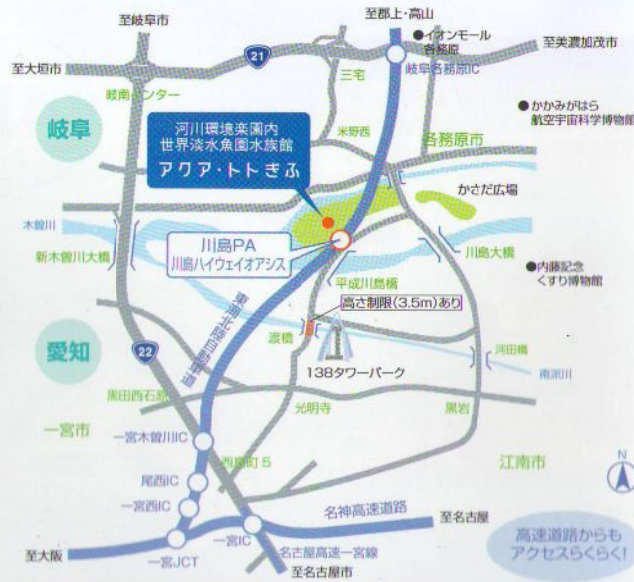 至岐阜市
至郡上・高山
イオンモール
各務原
至美濃加茂市
21
岐阜各務原IC
至大垣市
三宅
岐南インター
かかみがはら
航空宇宙科学博物館
岐阜
河川環境楽園内
世界淡水魚園水族館
アクア・トトぎふ
米野西
各務原市
かさだ広場
木曽川
新木曽川大橋
川島PA
川島ハイウェイオアシス
川島大橋
平成川島橋
内藤記念
くすり博物館
高さ制限(3.5m)あり
東海北陸自動車道
渡橋
愛知
22
138タワーパーク
河田橋
南派川
黒田西石原
光明寺
黒岩
一宮市
一宮木曽川IC
西島町5
江南市
N
尾西IC
一宮西IC
名神高速道路
至名古屋
一宮IC
高速道路からも
アクセスらくらく!
至大阪
一宮JCT
名古屋高速一宮線
至名古屋市